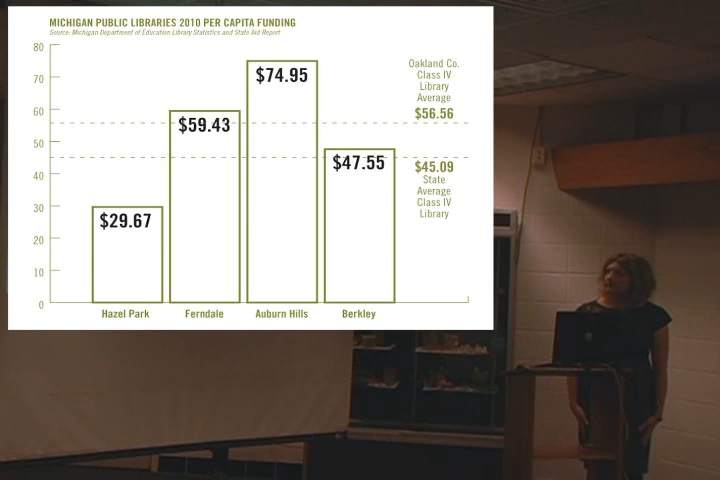 MICHIGAN PUBLIC LIBRARIES 2010 PER CAPITA FUNDING
Source: Michigan Department of Education Library Statistics and State Aid Report
80
70
60
50
40
30
20
10
0
$29.67
$59.43
$74.95
$47.55
Oakland Co.
Class IV
Library
Average
$56.56
$45.09
State
Average
Class IV
Library
Hazel Park
Ferndale
Auburn Hills
Berkley